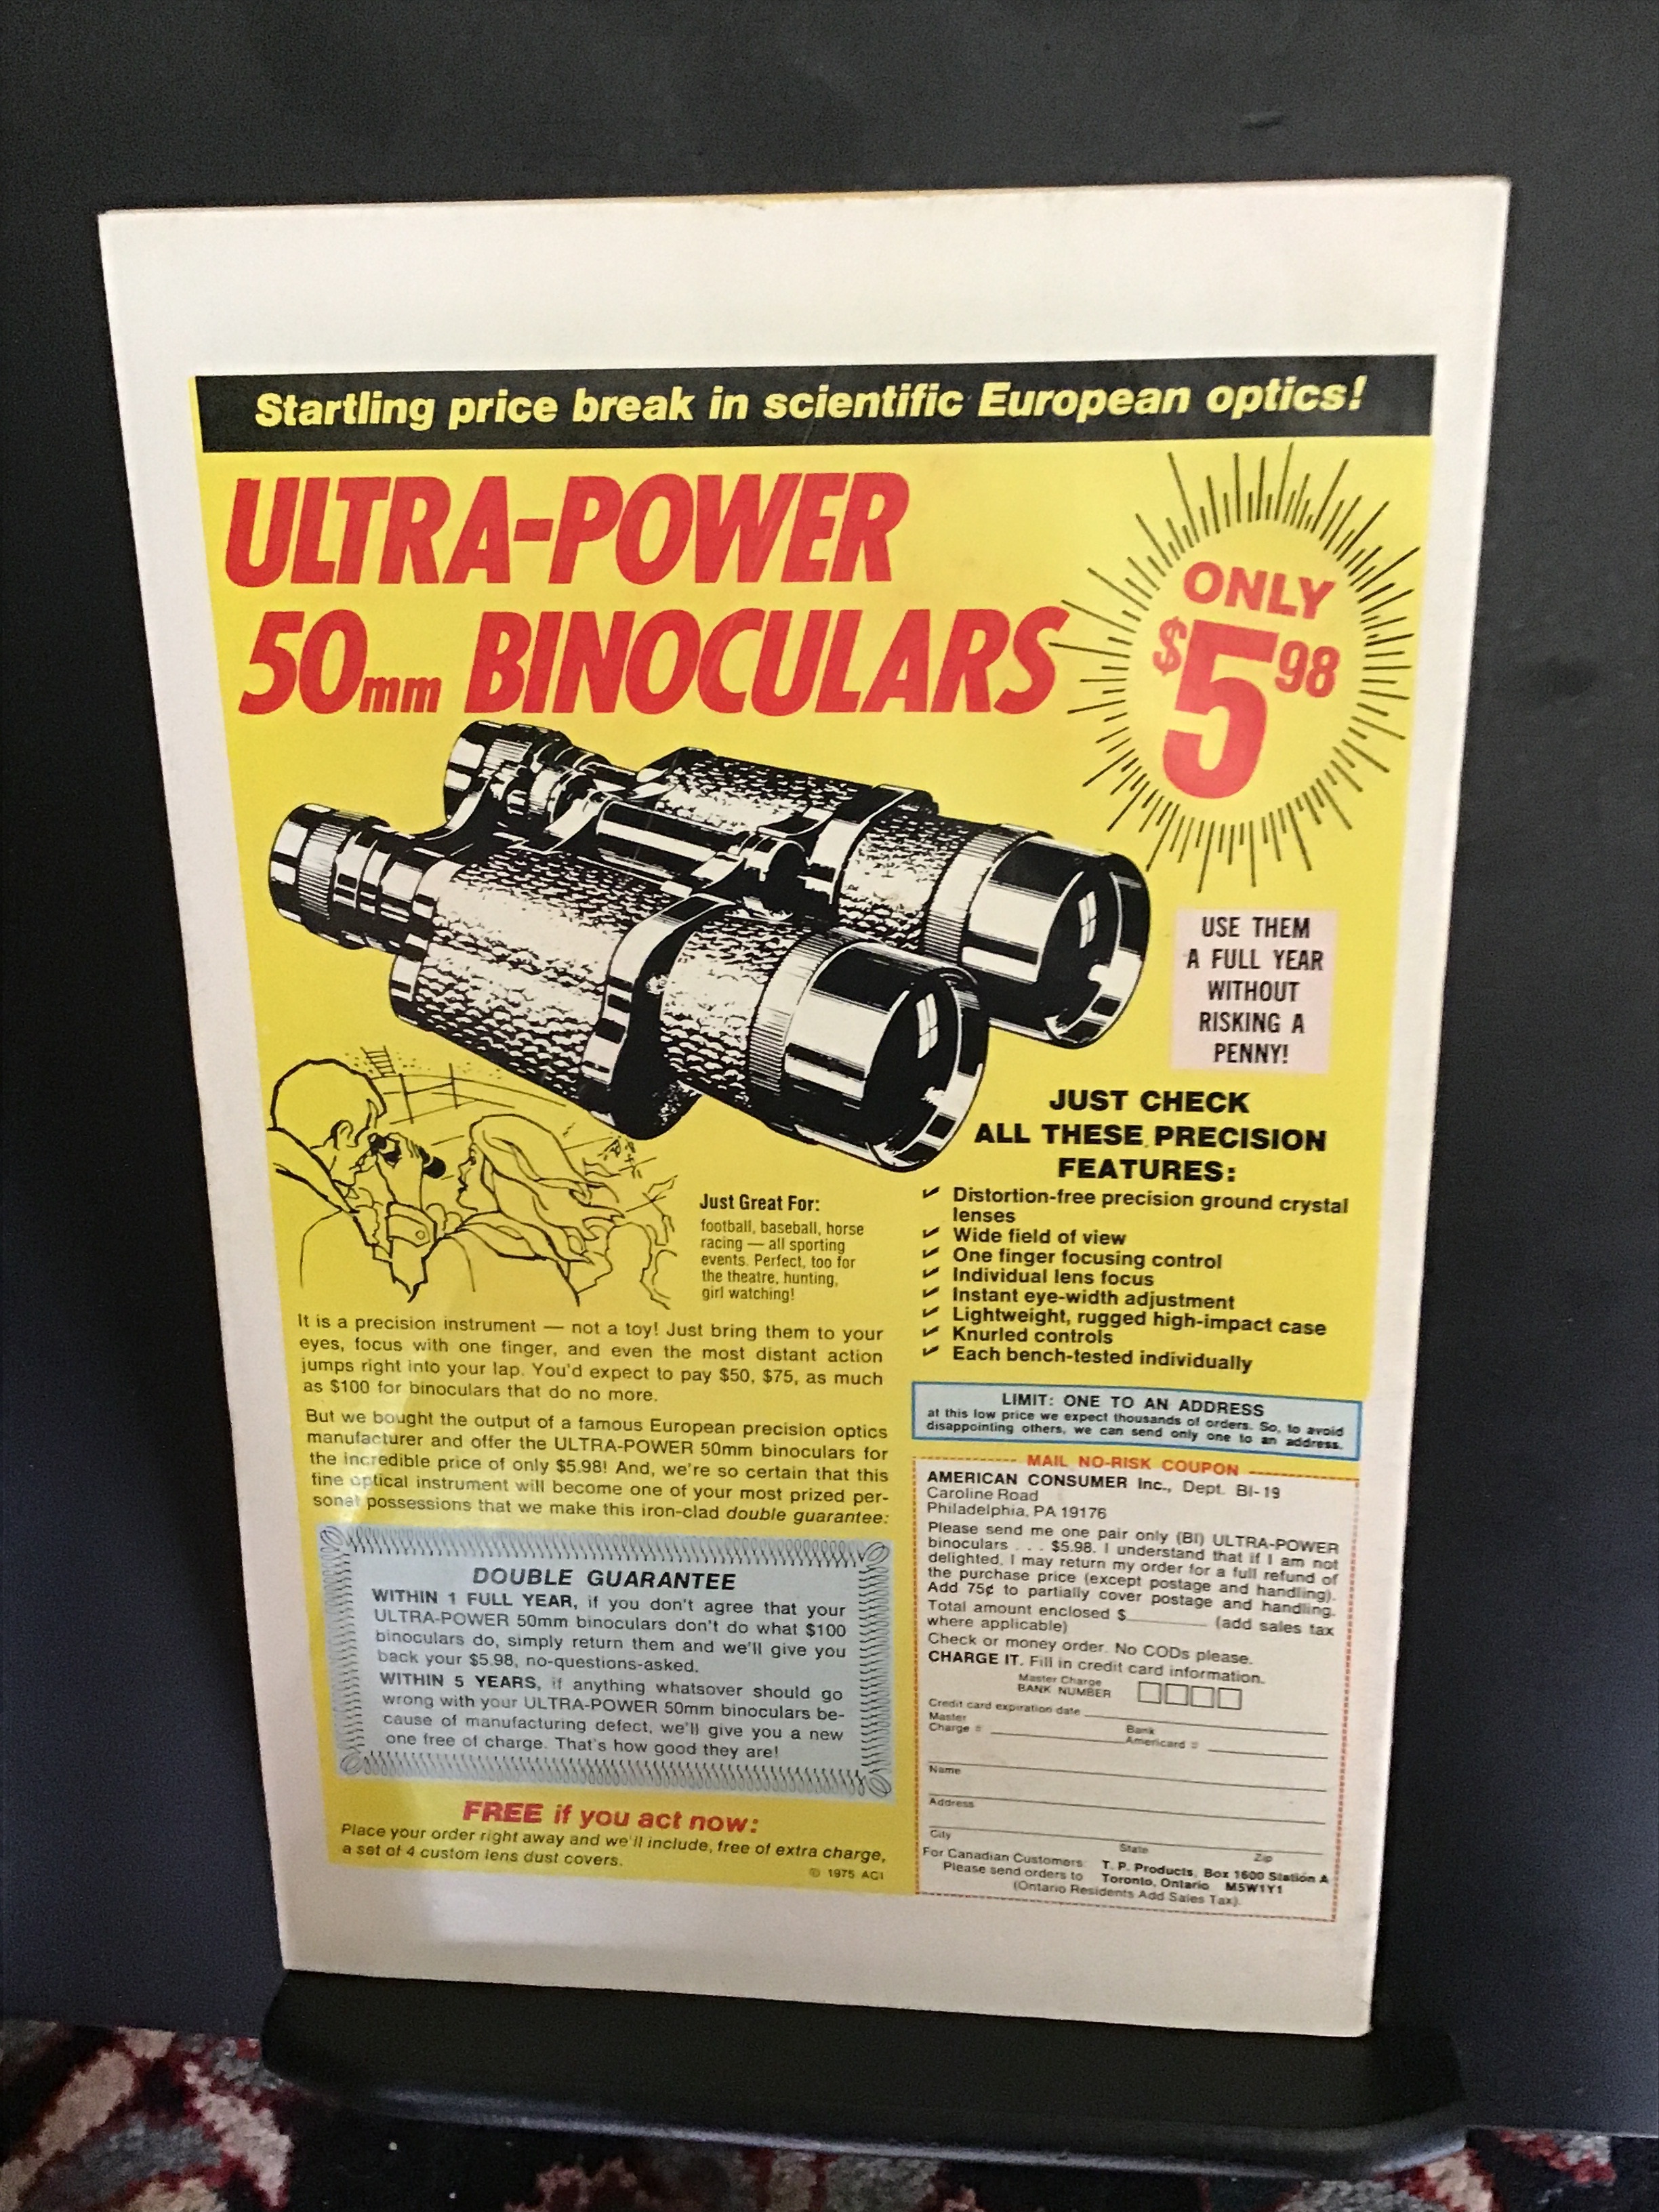 Startling price break in scientific European optics!
ULTRA-POWER
50mm BINOCULARS
ONLY
$5 98
USE THEM
A FULL YEAR
WITHOUT
RISKING A
PENNY!
JUST CHECK
ALL THESE PRECISION
FEATURES:
✓ Distortion-free precision ground crystal
lenses
✓ Wide field of view
✓ One finger focusing control
✓ Individual lens focus
✓ Instant eye-width adjustment
✓ Lightweight, rugged high-impact case
✓ Knurled controls
✓ Each bench-tested individually
Just Great For:
football, baseball, horse
racing — all sporting
events. Perfect, too for
the theatre, hunting,
girl watching!
It is a precision instrument — not a toy! Just bring them to your
eyes, focus with one finger, and even the most distant action
jumps right into your lap. You'd expect to pay $50, $75, as much
as $100 for binoculars that do no more.
But we bought the output of a famous European precision optics
manufacturer and offer the ULTRA-POWER 50mm binoculars for
the incredible price of only $5.98! And, we're so certain that this
fine optical instrument will become one of your most prized per-
sonal possessions that we make this iron-clad double guarantee:
DOUBLE GUARANTEE
WITHIN 1 FULL YEAR, if you don't agree that your
ULTRA-POWER 50mm binoculars don't do what $100
binoculars do, simply return them and we'll give you
back your $5.98, no-questions-asked.
WITHIN 5 YEARS, if anything whatsover should go
wrong with your ULTRA-POWER 50mm binoculars be-
cause of manufacturing defect, we'll give you a new
one free of charge. That's how good they are!
FREE if you act now:
Place your order right away and we'll include, free of extra charge,
a set of 4 custom lens dust covers.
© 1975 ACI
LIMIT: ONE TO AN ADDRESS
at this low price we expect thousands of orders. So, to avoid
disappointing others, we can send only one to an address.
MAIL NO-RISK COUPON
AMERICAN CONSUMER Inc., Dept. BI-19
Caroline Road
Philadelphia, PA 19176
Please send me one pair only (BI) ULTRA-POWER
binoculars . . . $5.98. I understand that if I am not
delighted, I may return my order for a full refund of
the purchase price (except postage and handling).
Add 75¢ to partially cover postage and handling.
Total amount enclosed $ (add sales tax
where applicable)
Check or money order. No CODs please.
CHARGE IT. Fill in credit card information.
Master Charge
BANK NUMBER
Credit card expiration date
Master
Charge #
Bank
Americard #
Name
Address
City State Zip
For Canadian Customers: T. P. Products, Box 1600 Station A
Please send orders to Toronto, Ontario M5W1Y1
(Ontario Residents Add Sales Tax).